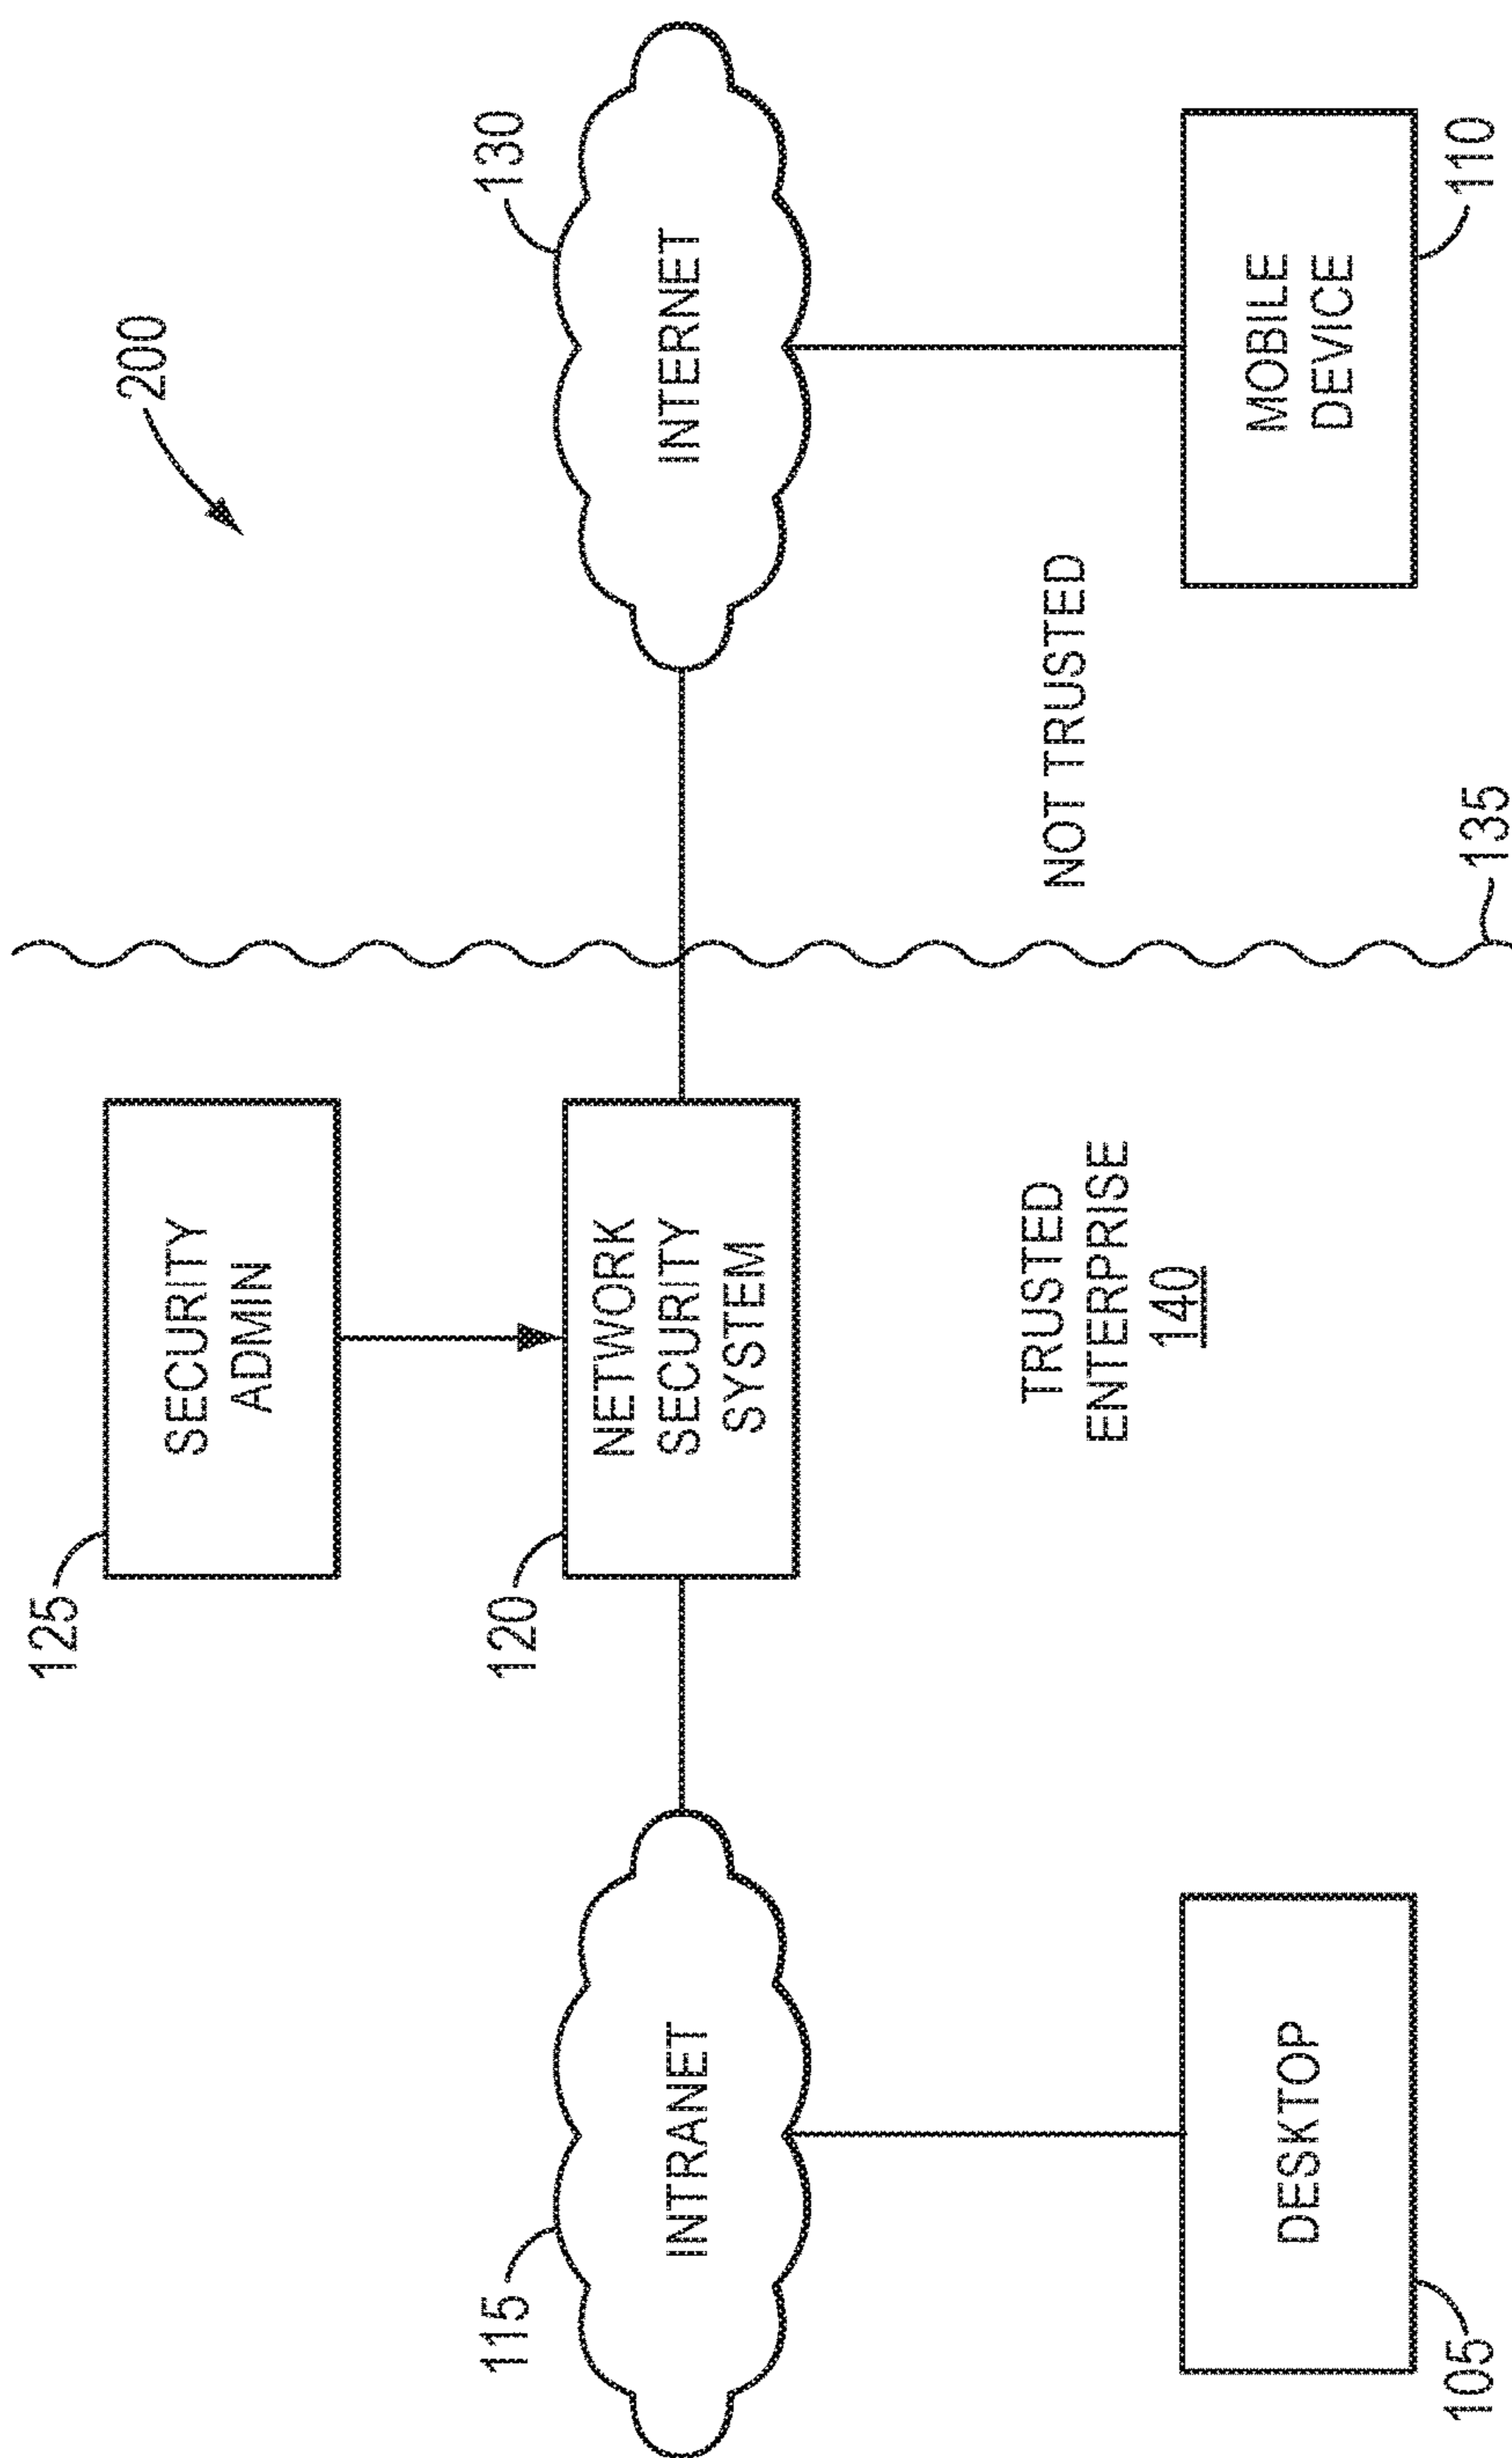 200
125
SECURITY
ADMIN
130
INTERNET
120
NETWORK
SECURITY
SYSTEM
115
INTRANET
NOT TRUSTED
TRUSTED
ENTERPRISE
140
MOBILE
DEVICE
110
DESKTOP
105
135